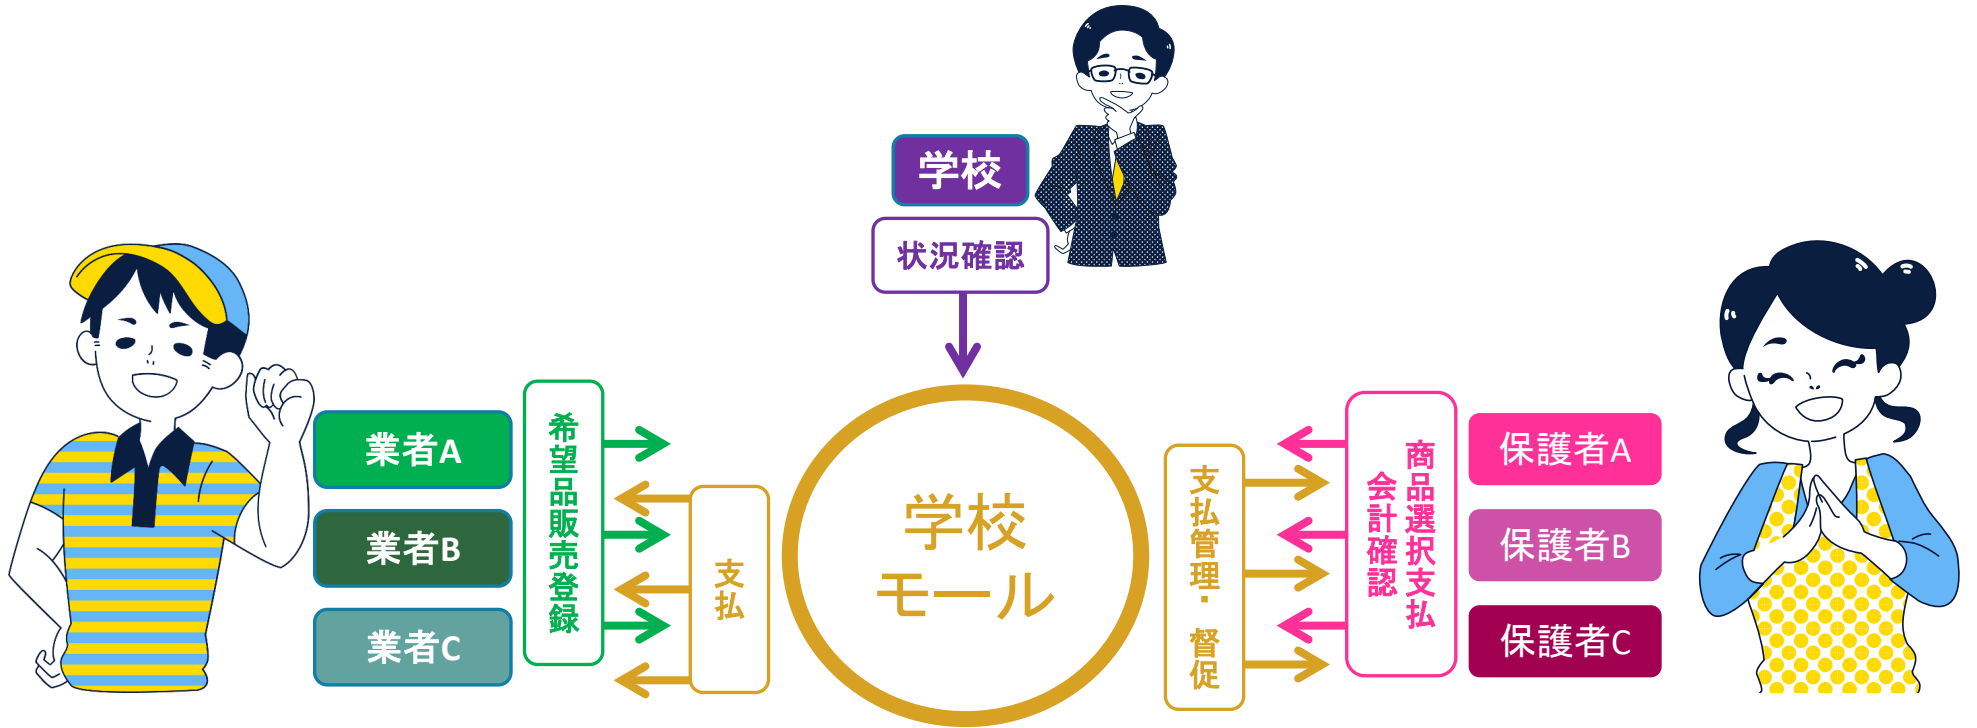 学校
状況確認
業者A
業者B
業者C
希望品販売登録
支払
学校
モール
支払管理・督促
商品選択支払
会計確認
保護者A
保護者B
保護者C